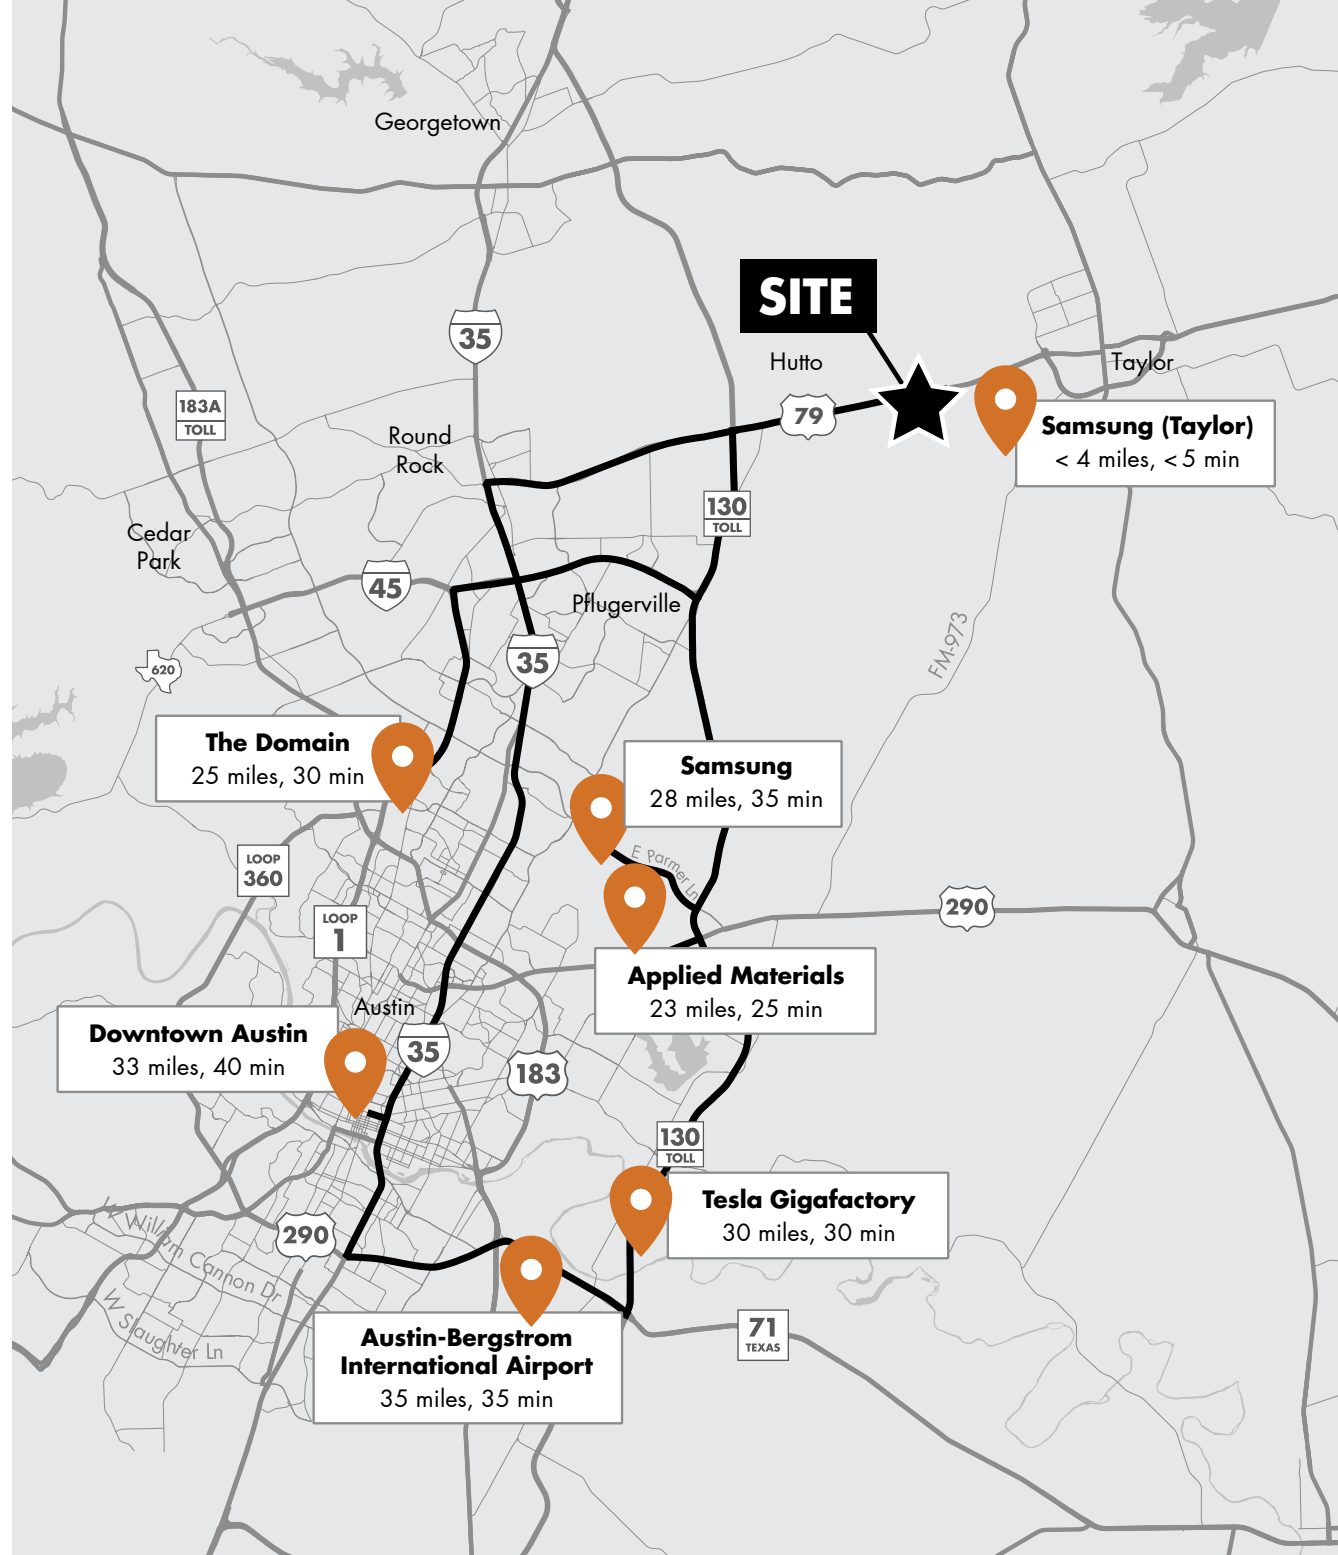 Georgetown
SITE
35
Hutto
Taylor
183A
TOLL
79
Samsung (Taylor)
< 4 miles, < 5 min
Round
Rock
130
TOLL
Cedar
Park
45
Pflugerville
FM-973
35
620
The Domain
25 miles, 30 min
Samsung
28 miles, 35 min
E Parmer Ln
LOOP
360
LOOP
1
290
Applied Materials
23 miles, 25 min
Austin
Downtown Austin
33 miles, 40 min
35
183
130
TOLL
Tesla Gigafactory
30 miles, 30 min
W William Cannon Dr
290
W Slaughter Ln
71
TEXAS
Austin-Bergstrom
International Airport
35 miles, 35 min